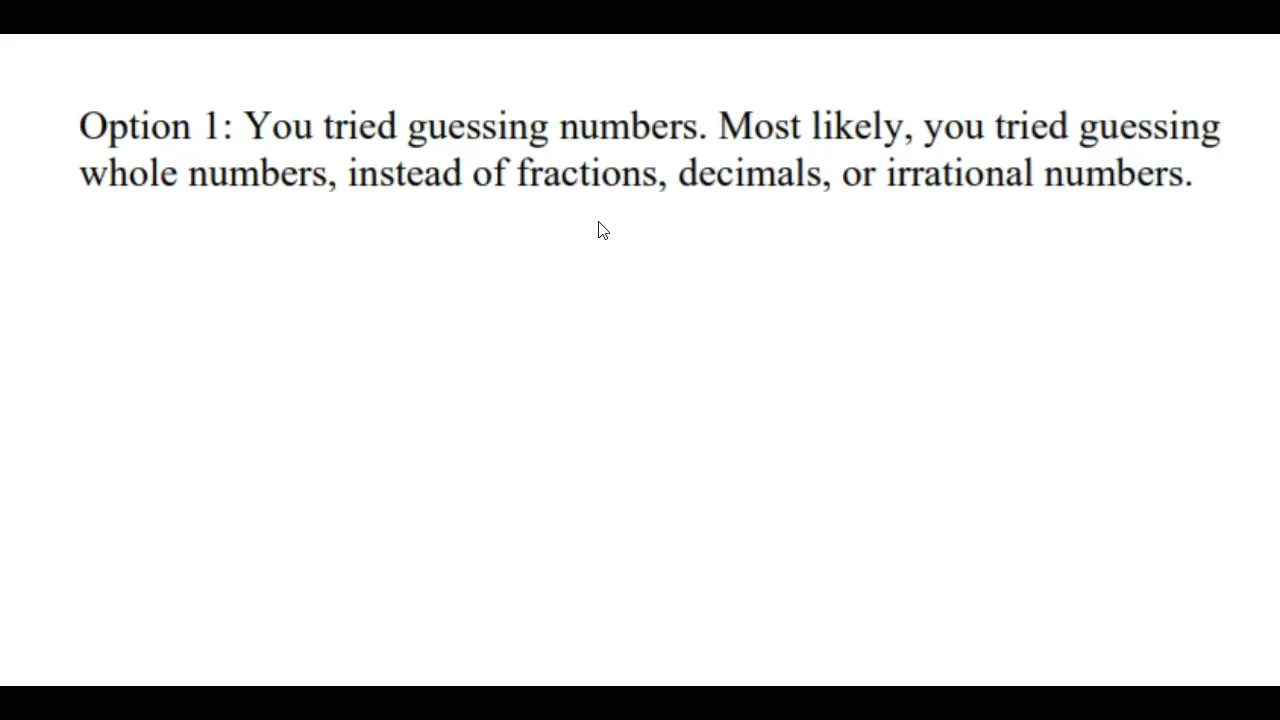 Option 1: You tried guessing numbers. Most likely, you tried guessing
whole numbers, instead of fractions, decimals, or irrational numbers.